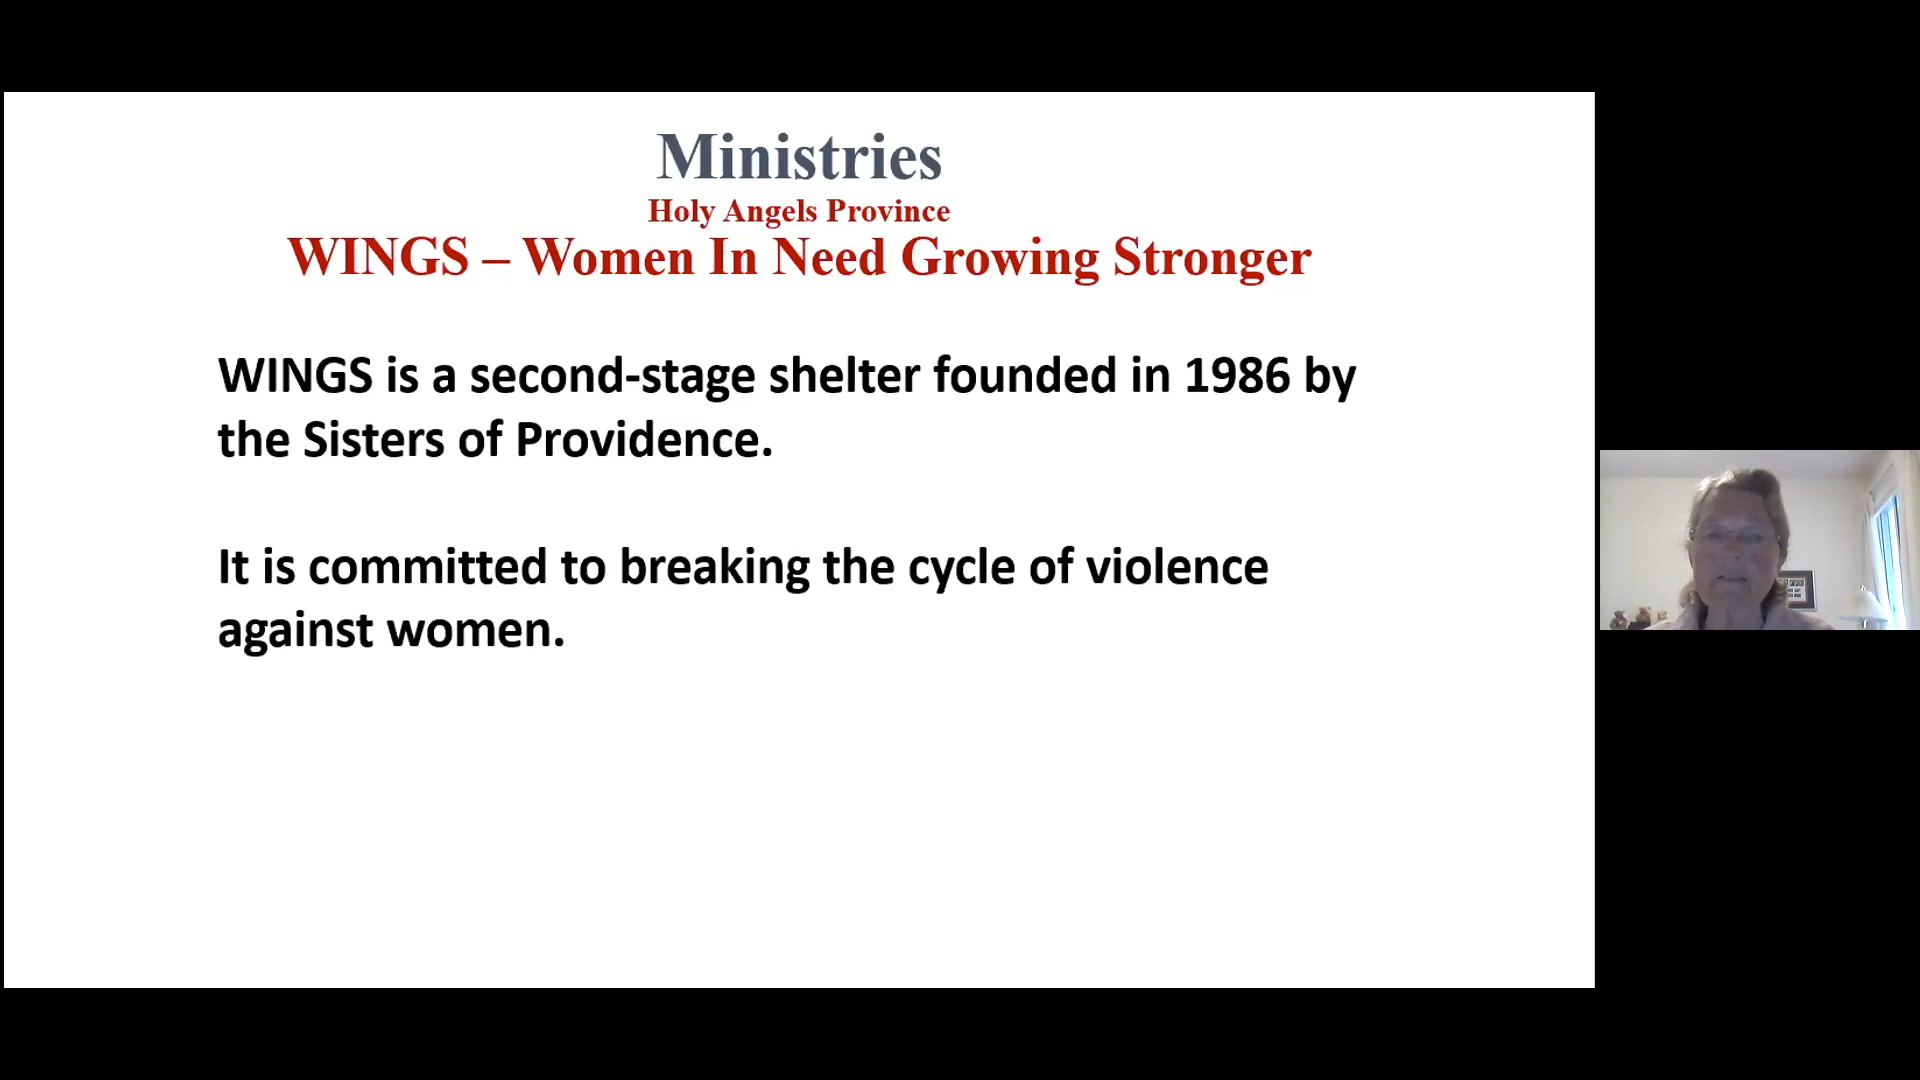 Ministries
Holy Angels Province
WINGS – Women In Need Growing Stronger
WINGS is a second-stage shelter founded in 1986 by
the Sisters of Providence.
It is committed to breaking the cycle of violence
against women.